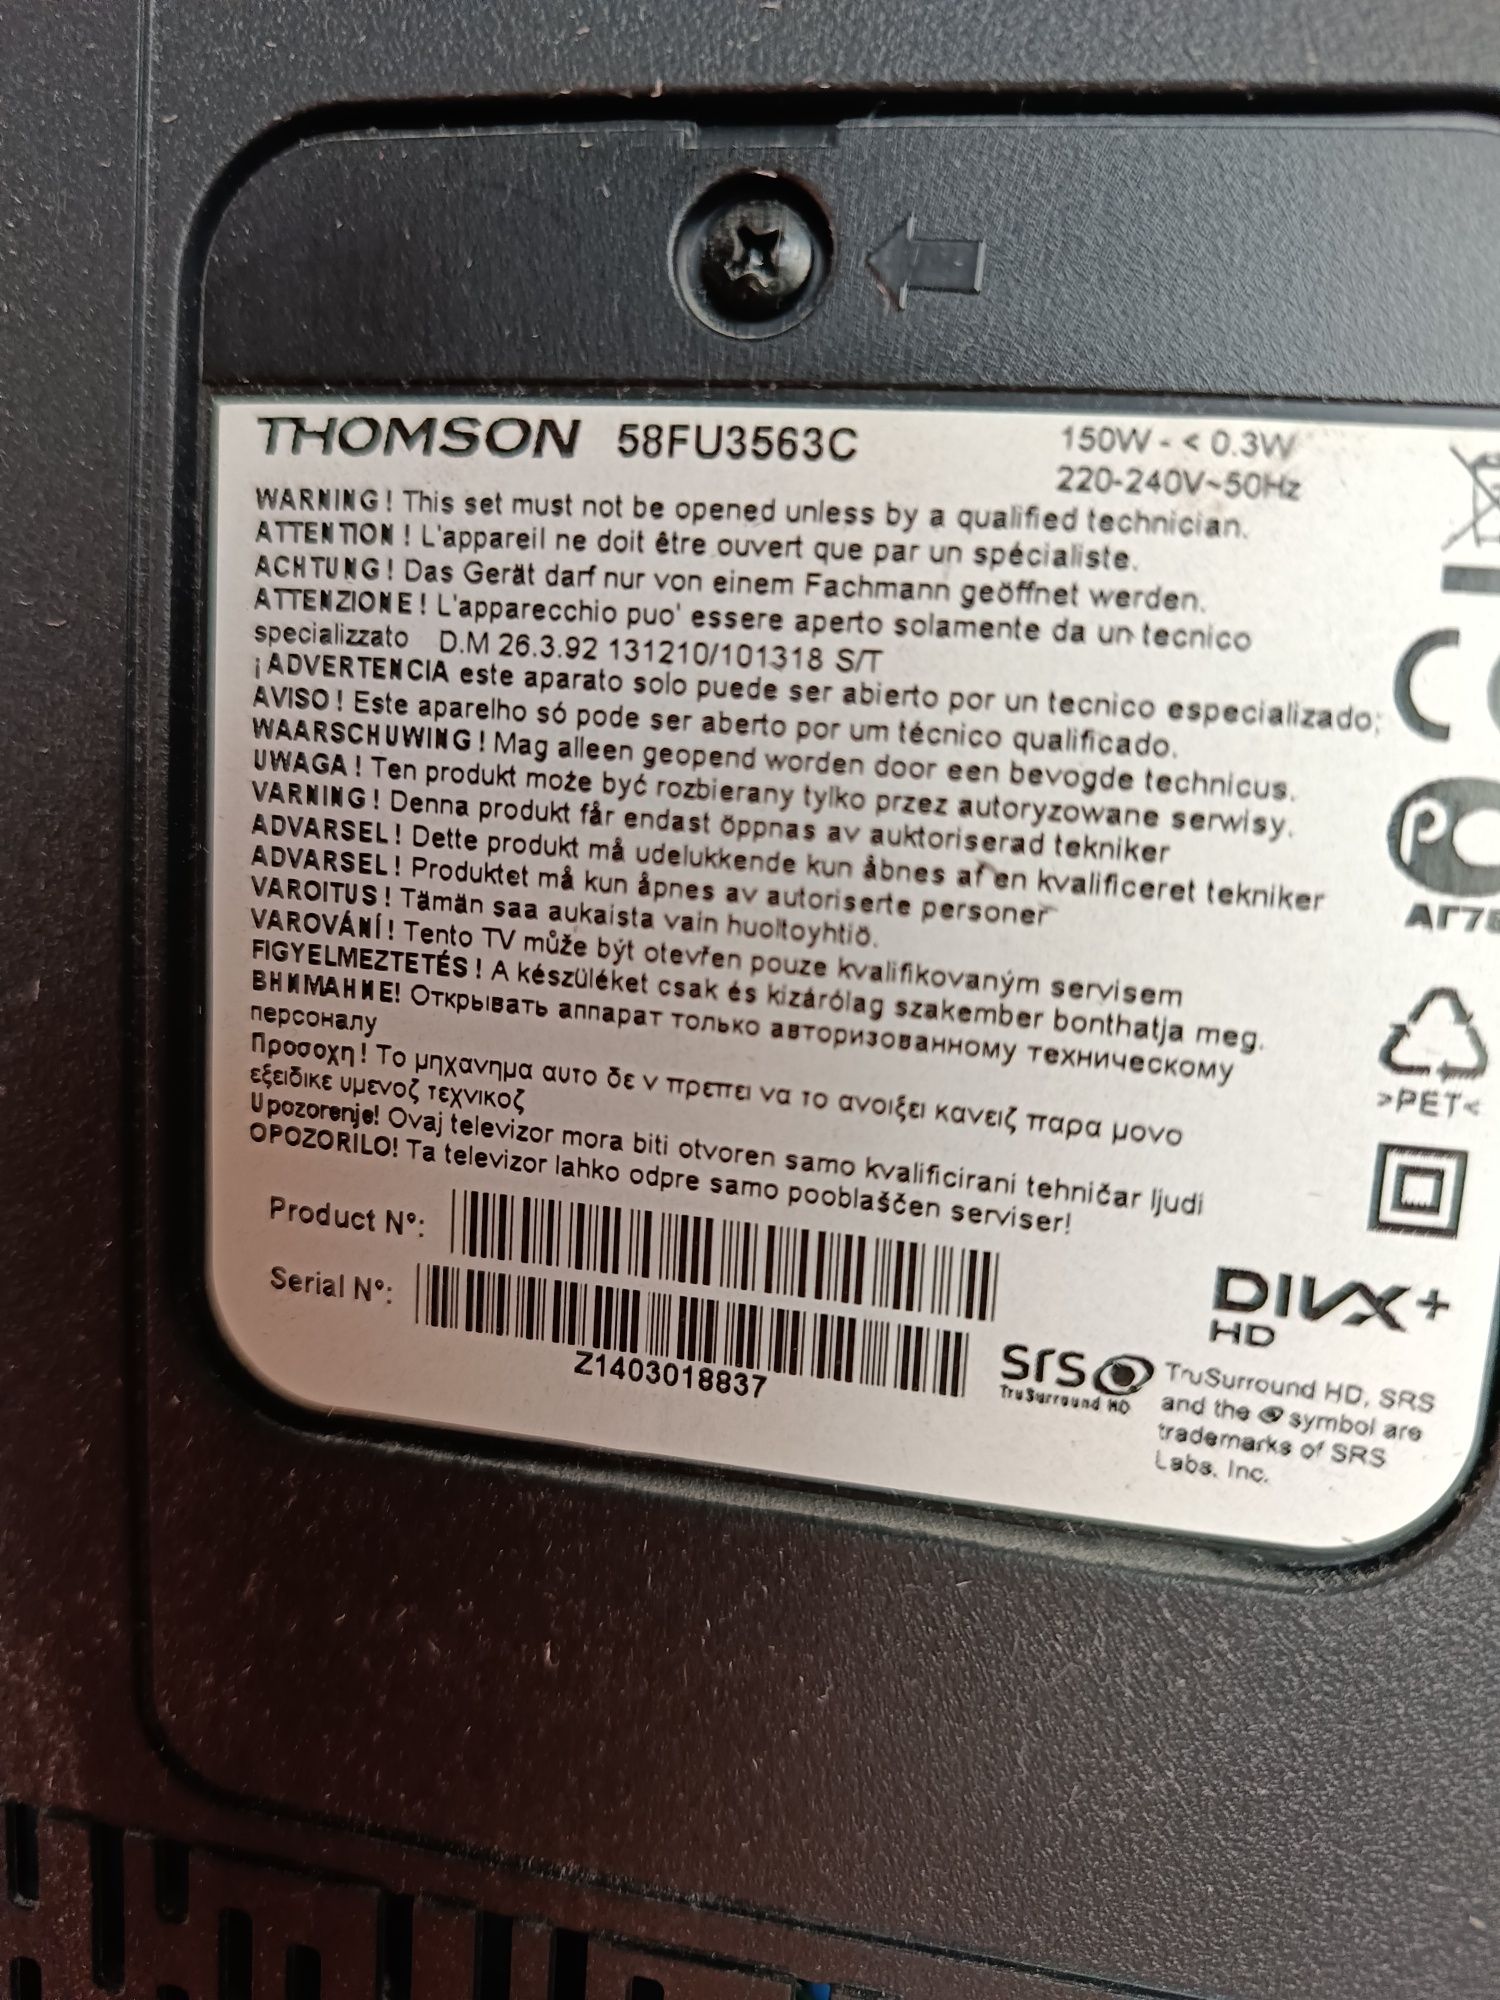 THOMSON 58FU3563C 150W - < 0.3W
220-240V~50Hz
WARNING! This set must not be opened unless by a qualified technician.
ATTENTION ! L'appareil ne doit être ouvert que par un spécialiste.
ACHTUNG! Das Gerät darf nur von einem Fachmann geöffnet werden.
ATTENZIONE! L'apparecchio puo' essere aperto solamente da un tecnico
specializzato D.M 26.3.92 131210/101318 S/T
¡ADVERTENCIA este aparato solo puede ser abierto por un tecnico especializado;
AVISO! Este aparelho só pode ser aberto por um técnico qualificado.
WAARSCHUWING! Mag alleen geopend worden door een bevogde technicus.
UWAGA! Ten produkt może być rozbierany tylko przez autoryzowane serwisy.
VARNING! Denna produkt får endast öppnas av auktoriserad tekniker
ADVARSEL! Dette produkt må udelukkende kun åbnes af en kvalificeret tekniker
ADVARSEL! Produktet må kun åpnes av autoriserte personer
VAROITUS! Tämän saa aukaista vain huoltoyhtiö.
VAROVÁNÍ! Tento TV může být otevřen pouze kvalifikovaným servisem
FIGYELMEZTETÉS! A készüléket csak és kizárólag szakember bonthatja meg.
ВНИМАНИЕ! Открывать аппарат только авторизованному техническому
персоналу
Προσοχη! Το μηχανημα αυτο δε ν πρεπει να το ανοιξει κανειζ παρα μονο
εξειδικε υμενοζ τεχνικοζ
Upozorenje! Ovaj televizor mora biti otvoren samo kvalificirani tehničar ljudi
OPOZORILO! Ta televizor lahko odpre samo pooblaščen serviser!
Product N°:
Serial N°:
Z1403018837
srs
TruSurround HD
DIVX+
HD
TruSurround HD, SRS
and the symbol are
trademarks of SRS
Labs, Inc.
>PET<